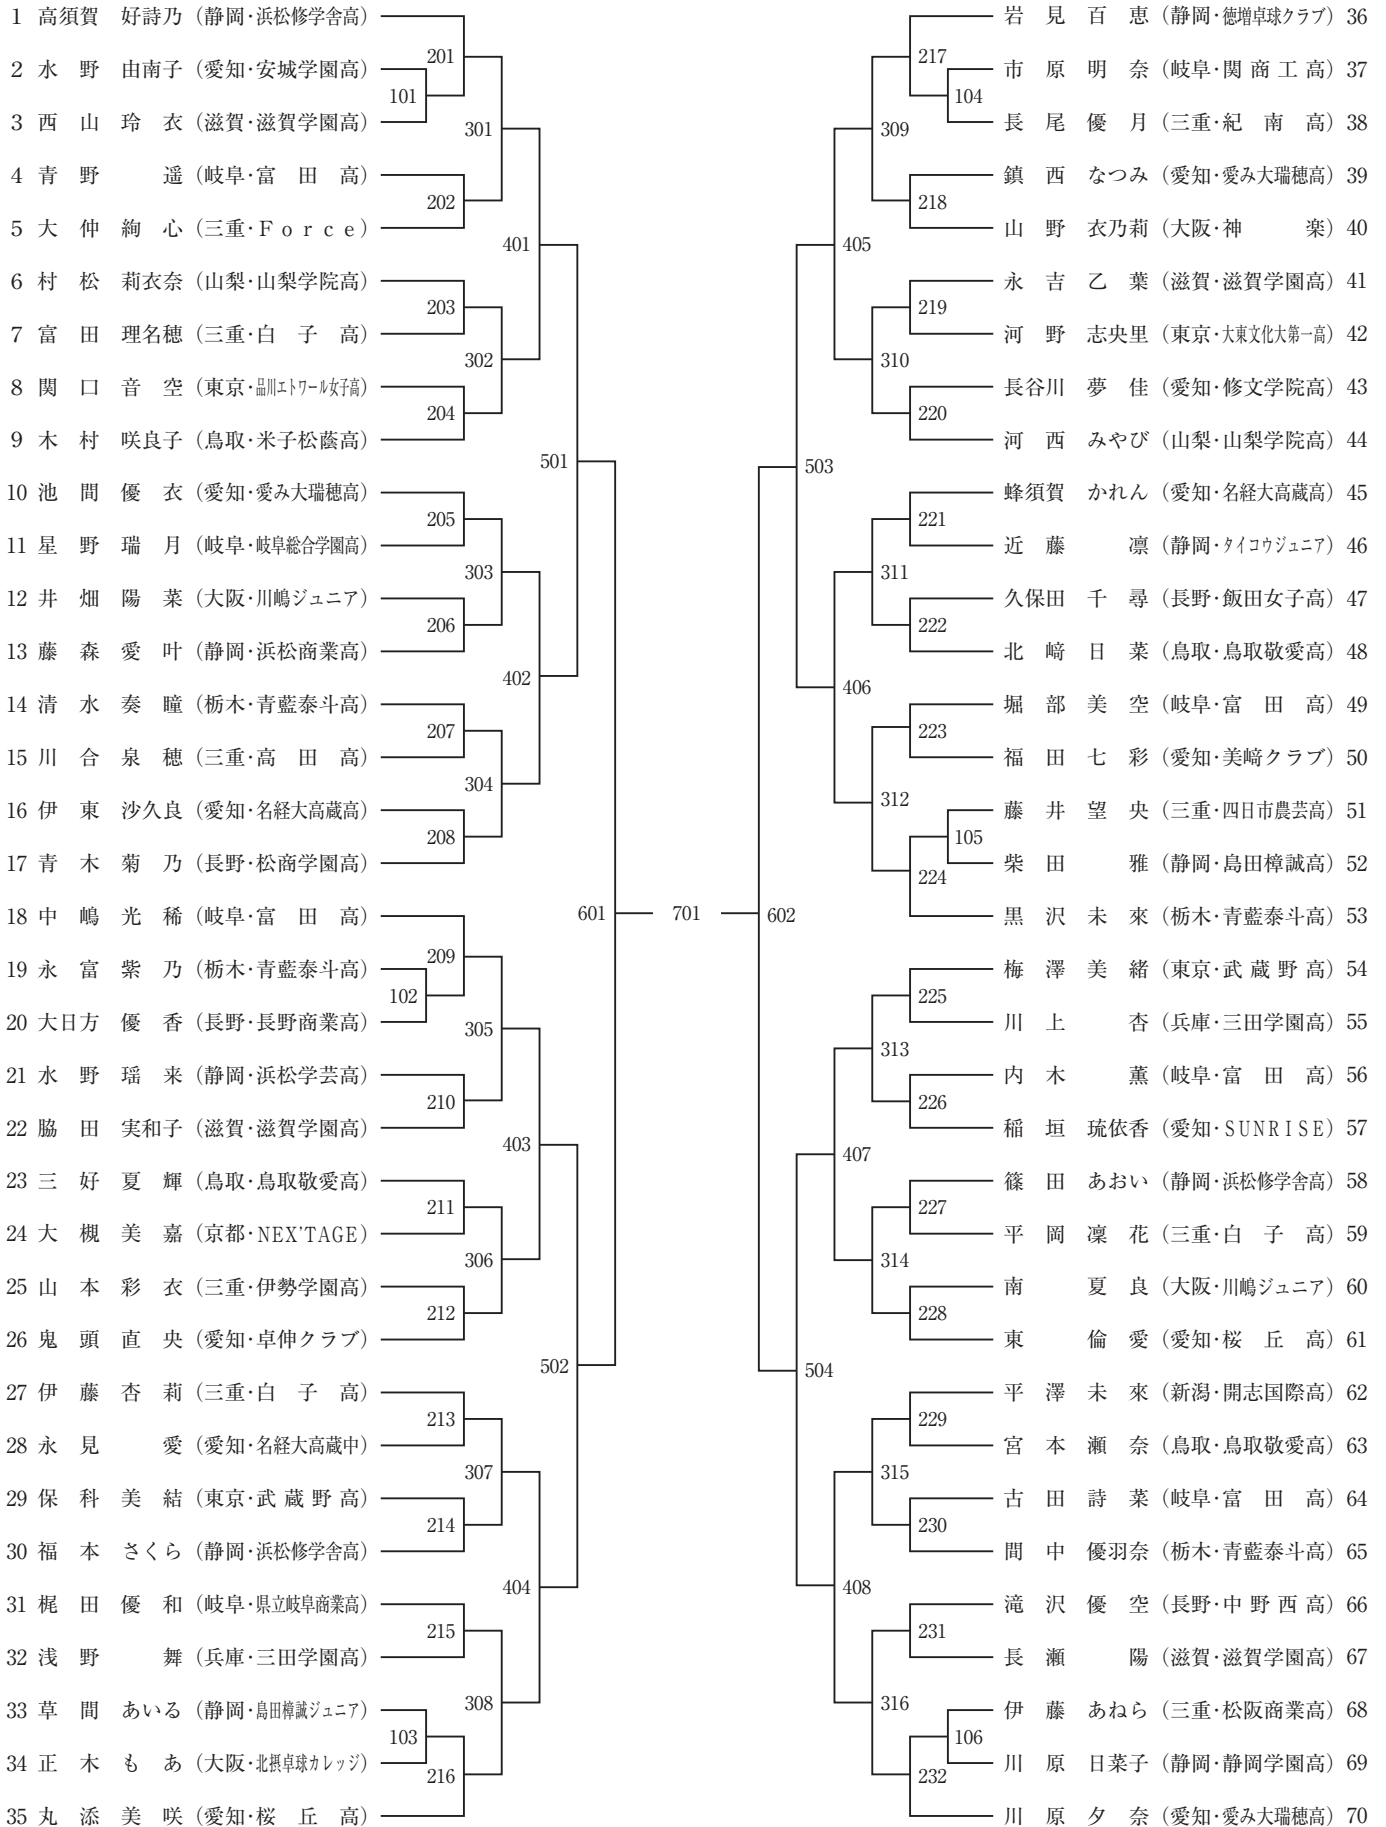 1 高須賀 好詩乃 (静岡・浜松修学舎高)
2 水野 由南子 (愛知・安城学園高)
3 西山 玲衣 (滋賀・滋賀学園高)
4 青野 遥 (岐阜・富田高)
5 大仲 絢心 (三重・Force)
6 村松 莉衣奈 (山梨・山梨学院高)
7 富田 理名穂 (三重・白子高)
8 関口 音空 (東京・品川エトワール女子高)
9 木村 咲良子 (鳥取・米子松蔭高)
10 池間 優衣 (愛知・愛み大瑞穂高)
11 星野 瑞月 (岐阜・岐阜総合学園高)
12 井畑 陽菜 (大阪・川嶋ジュニア)
13 藤森 愛叶 (静岡・浜松商業高)
14 清水 奏瞳 (栃木・青藍泰斗高)
15 川合 泉穂 (三重・高田高)
16 伊東 沙久良 (愛知・名経大高蔵高)
17 青木 菊乃 (長野・松商学園高)
18 中嶋 光稀 (岐阜・富田高)
19 永富 紫乃 (栃木・青藍泰斗高)
20 大日方 優香 (長野・長野商業高)
21 水野 瑶来 (静岡・浜松学芸高)
22 脇田 実和子 (滋賀・滋賀学園高)
23 三好 夏輝 (鳥取・鳥取敬愛高)
24 大槻 美嘉 (京都・NEX'TAGE)
25 山本 彩衣 (三重・伊勢学園高)
26 鬼頭 直央 (愛知・卓伸クラブ)
27 伊藤 杏莉 (三重・白子高)
28 永見 愛 (愛知・名経大高蔵中)
29 保科 美結 (東京・武蔵野高)
30 福本 さくら (静岡・浜松修学舎高)
31 梶田 優和 (岐阜・県立岐阜商業高)
32 浅野 舞 (兵庫・三田学園高)
33 草間 あいる (静岡・島田樟誠ジュニア)
34 正木 もあ (大阪・北摂卓球カレッジ)
35 丸添 美咲 (愛知・桜丘高)
101
102
103
201
202
203
204
205
206
207
208
209
210
211
212
213
214
215
216
301
302
303
304
305
306
307
308
401
402
403
404
501
502
601
701
602
503
504
405
406
407
408
309
310
311
312
313
314
315
316
217
218
219
220
221
222
223
224
225
226
227
228
229
230
231
232
104
105
106
岩見 百恵 (静岡・徳増卓球クラブ) 36
市原 明奈 (岐阜・関商工高) 37
長尾 優月 (三重・紀南高) 38
鎮西 なつみ (愛知・愛み大瑞穂高) 39
山野 衣乃莉 (大阪・神楽) 40
永吉 乙葉 (滋賀・滋賀学園高) 41
河野 志央里 (東京・大東文化大第一高) 42
長谷川 夢佳 (愛知・修文学院高) 43
河西 みやび (山梨・山梨学院高) 44
蜂須賀 かれん (愛知・名経大高蔵高) 45
近藤 凛 (静岡・タイコウジュニア) 46
久保田 千尋 (長野・飯田女子高) 47
北﨑 日菜 (鳥取・鳥取敬愛高) 48
堀部 美空 (岐阜・富田高) 49
福田 七彩 (愛知・美﨑クラブ) 50
藤井 望央 (三重・四日市農芸高) 51
柴田 雅 (静岡・島田樟誠高) 52
黒沢 未來 (栃木・青藍泰斗高) 53
梅澤 美緒 (東京・武蔵野高) 54
川上 杏 (兵庫・三田学園高) 55
内木 薫 (岐阜・富田高) 56
稲垣 琉依香 (愛知・SUNRISE) 57
篠田 あおい (静岡・浜松修学舎高) 58
平岡 凜花 (三重・白子高) 59
南 夏良 (大阪・川嶋ジュニア) 60
東 倫愛 (愛知・桜丘高) 61
平澤 未來 (新潟・開志国際高) 62
宮本 瀬奈 (鳥取・鳥取敬愛高) 63
古田 詩菜 (岐阜・富田高) 64
間中 優羽奈 (栃木・青藍泰斗高) 65
滝沢 優空 (長野・中野西高) 66
長瀬 陽 (滋賀・滋賀学園高) 67
伊藤 あねら (三重・松阪商業高) 68
川原 日菜子 (静岡・静岡学園高) 69
川原 夕奈 (愛知・愛み大瑞穂高) 70